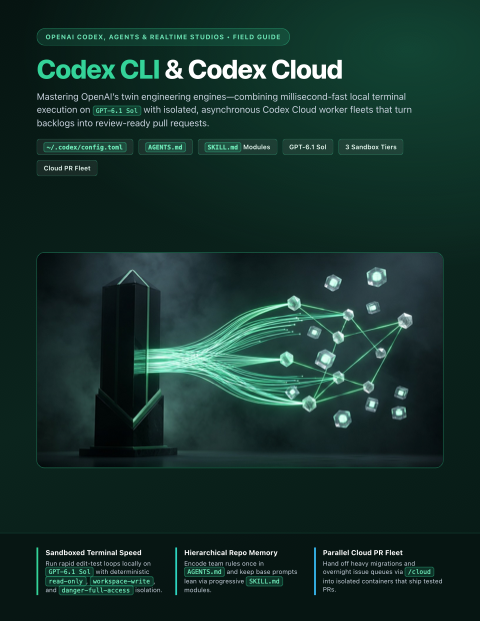 OPENAI CODEX, AGENTS & REALTIME STUDIOS • FIELD GUIDE
Codex CLI & Codex Cloud
Mastering OpenAI's twin engineering engines—combining millisecond-fast local terminal
execution on GPT-6.1 Sol with isolated, asynchronous Codex Cloud worker fleets that turn
backlogs into review-ready pull requests.
~/.codex/config.toml AGENTS.md SKILL.md Modules GPT-6.1 Sol 3 Sandbox Tiers
Cloud PR Fleet
Sandboxed Terminal Speed
Run rapid edit-test loops locally on
GPT-6.1 Sol with deterministic
read-only, workspace-write,
and danger-full-access isolation.
Hierarchical Repo Memory
Encode team rules once in
AGENTS.md and keep base prompts
lean via progressive SKILL.md
modules.
Parallel Cloud PR Fleet
Hand off heavy migrations and
overnight issue queues via /cloud
into isolated containers that ship tested
PRs.